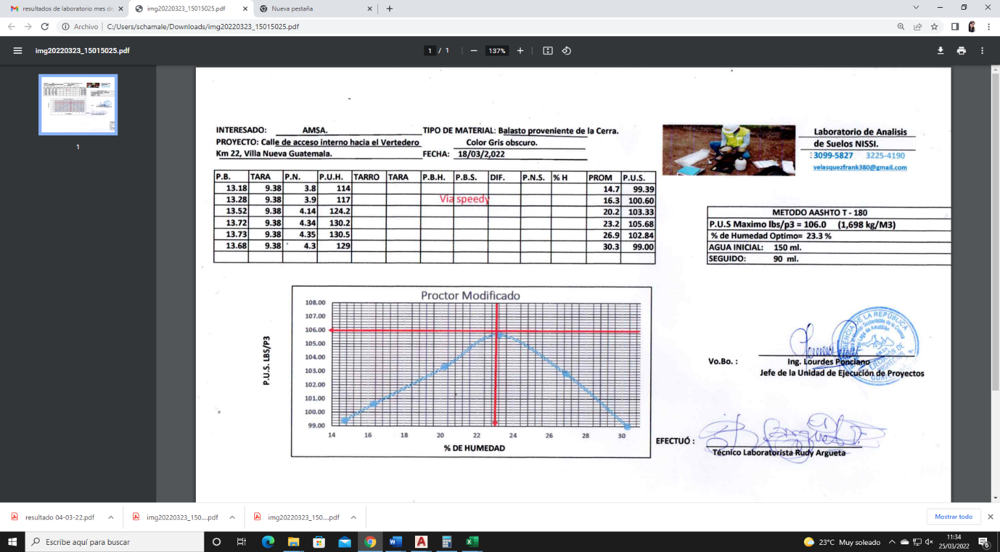 resultados de laboratorio mes de
img20220323_15015025.pdf
Nueva pestaña
Archivo
C:/Users/schamale/Downloads/img20220323_15015025.pdf
img20220323_15015025.pdf
1 / 1
137%
1
INTERESADO: AMSA.
TIPO DE MATERIAL: Balasto proveniente de la Cerra.
PROYECTO: Calle de acceso interno hacia el Vertedero
Color Gris obscuro.
Km 22, Villa Nueva Guatemala.
FECHA: 18/03/2,022
Laboratorio de Analisis
de Suelos NISSI.
3099-5827 3225-4190
velasquezfrank380@gmail.com
P.B. TARA P.N. P.U.H. TARRO TARA P.B.H. P.B.S. DIF. P.N.S. % H PROM P.U.S.
13.18 9.38 3.8 114 14.7 99.39
13.28 9.38 3.9 117 Via speedy 16.3 100.60
13.52 9.38 4.14 124.2 20.2 103.33
13.72 9.38 4.34 130.2 23.2 105.68
13.73 9.38 4.35 130.5 26.9 102.84
13.68 9.38 4.3 129 30.3 99.00
METODO AASHTO T - 180
P.U.S Maximo lbs/p3 = 106.0 (1,698 kg/M3)
% de Humedad Optimo= 23.3 %
AGUA INICIAL: 150 ml.
SEGUIDO: 90 ml.
Proctor Modificado
108.00
107.00
106.00
105.00
104.00
103.00
102.00
101.00
100.00
99.00
P.U.S. LBS/P3
14 16 18 20 22 24 26 28 30
% DE HUMEDAD
Vo.Bo. :
Ing. Lourdes Ponciano
Jefe de la Unidad de Ejecución de Proyectos
EFECTUÓ :
Técnico Laboratorista Rudy Argueta
resultado 04-03-22.pdf
img20220323_150....pdf
img20220323_150....pdf
Mostrar todo
Escribe aquí para buscar
23°C Muy soleado
11:34
25/03/2022
6